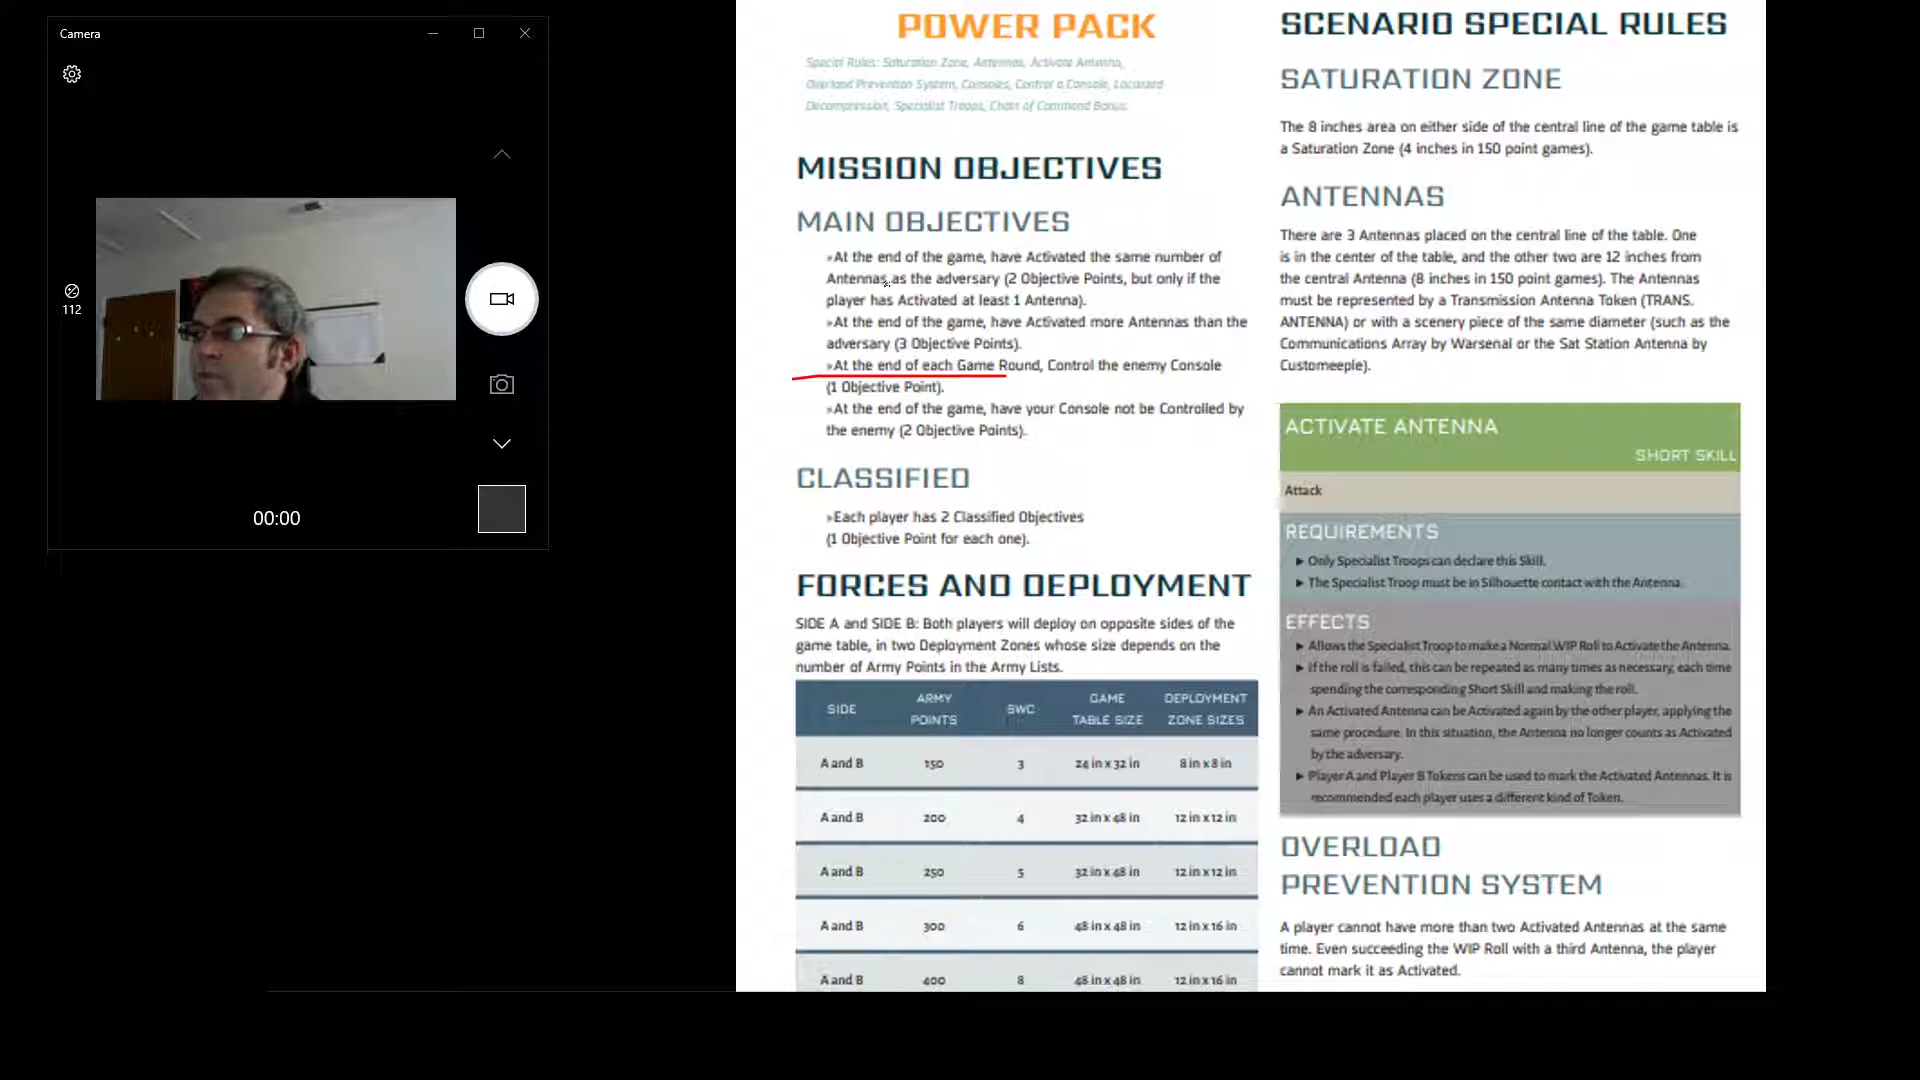 Camera
112
00:00
POWER PACK
Special Rules: Saturation Zone, Antennas, Activate Antenna,
Overload Prevention System, Consoles, Control a Console, Localized
Decompression, Specialist Troops, Chain of Command Bonus.
MISSION OBJECTIVES
MAIN OBJECTIVES
»At the end of the game, have Activated the same number of
Antennas as the adversary (2 Objective Points, but only if the
player has Activated at least 1 Antenna).
»At the end of the game, have Activated more Antennas than the
adversary (3 Objective Points).
»At the end of each Game Round, Control the enemy Console
(1 Objective Point).
»At the end of the game, have your Console not be Controlled by
the enemy (2 Objective Points).
CLASSIFIED
»Each player has 2 Classified Objectives
(1 Objective Point for each one).
FORCES AND DEPLOYMENT
SIDE A and SIDE B: Both players will deploy on opposite sides of the
game table, in two Deployment Zones whose size depends on the
number of Army Points in the Army Lists.
SIDE ARMY POINTS SWC GAME TABLE SIZE DEPLOYMENT ZONE SIZES
A and B 150 3 24 in x 32 in 8 in x 8 in
A and B 200 4 32 in x 48 in 12 in x 12 in
A and B 250 5 32 in x 48 in 12 in x 12 in
A and B 300 6 48 in x 48 in 12 in x 16 in
A and B 400 8 48 in x 48 in 12 in x 16 in
SCENARIO SPECIAL RULES
SATURATION ZONE
The 8 inches area on either side of the central line of the game table is
a Saturation Zone (4 inches in 150 point games).
ANTENNAS
There are 3 Antennas placed on the central line of the table. One
is in the center of the table, and the other two are 12 inches from
the central Antenna (8 inches in 150 point games). The Antennas
must be represented by a Transmission Antenna Token (TRANS.
ANTENNA) or with a scenery piece of the same diameter (such as the
Communications Array by Warsenal or the Sat Station Antenna by
Customeeple).
ACTIVATE ANTENNA
SHORT SKILL
Attack
REQUIREMENTS
► Only Specialist Troops can declare this Skill.
► The Specialist Troop must be in Silhouette contact with the Antenna.
EFFECTS
► Allows the Specialist Troop to make a Normal WIP Roll to Activate the Antenna.
► If the roll is failed, this can be repeated as many times as necessary, each time
spending the corresponding Short Skill and making the roll.
► An Activated Antenna can be Activated again by the other player, applying the
same procedure. In this situation, the Antenna no longer counts as Activated
by the adversary.
► Player A and Player B Tokens can be used to mark the Activated Antennas. It is
recommended each player uses a different kind of Token.
OVERLOAD
PREVENTION SYSTEM
A player cannot have more than two Activated Antennas at the same
time. Even succeeding the WIP Roll with a third Antenna, the player
cannot mark it as Activated.